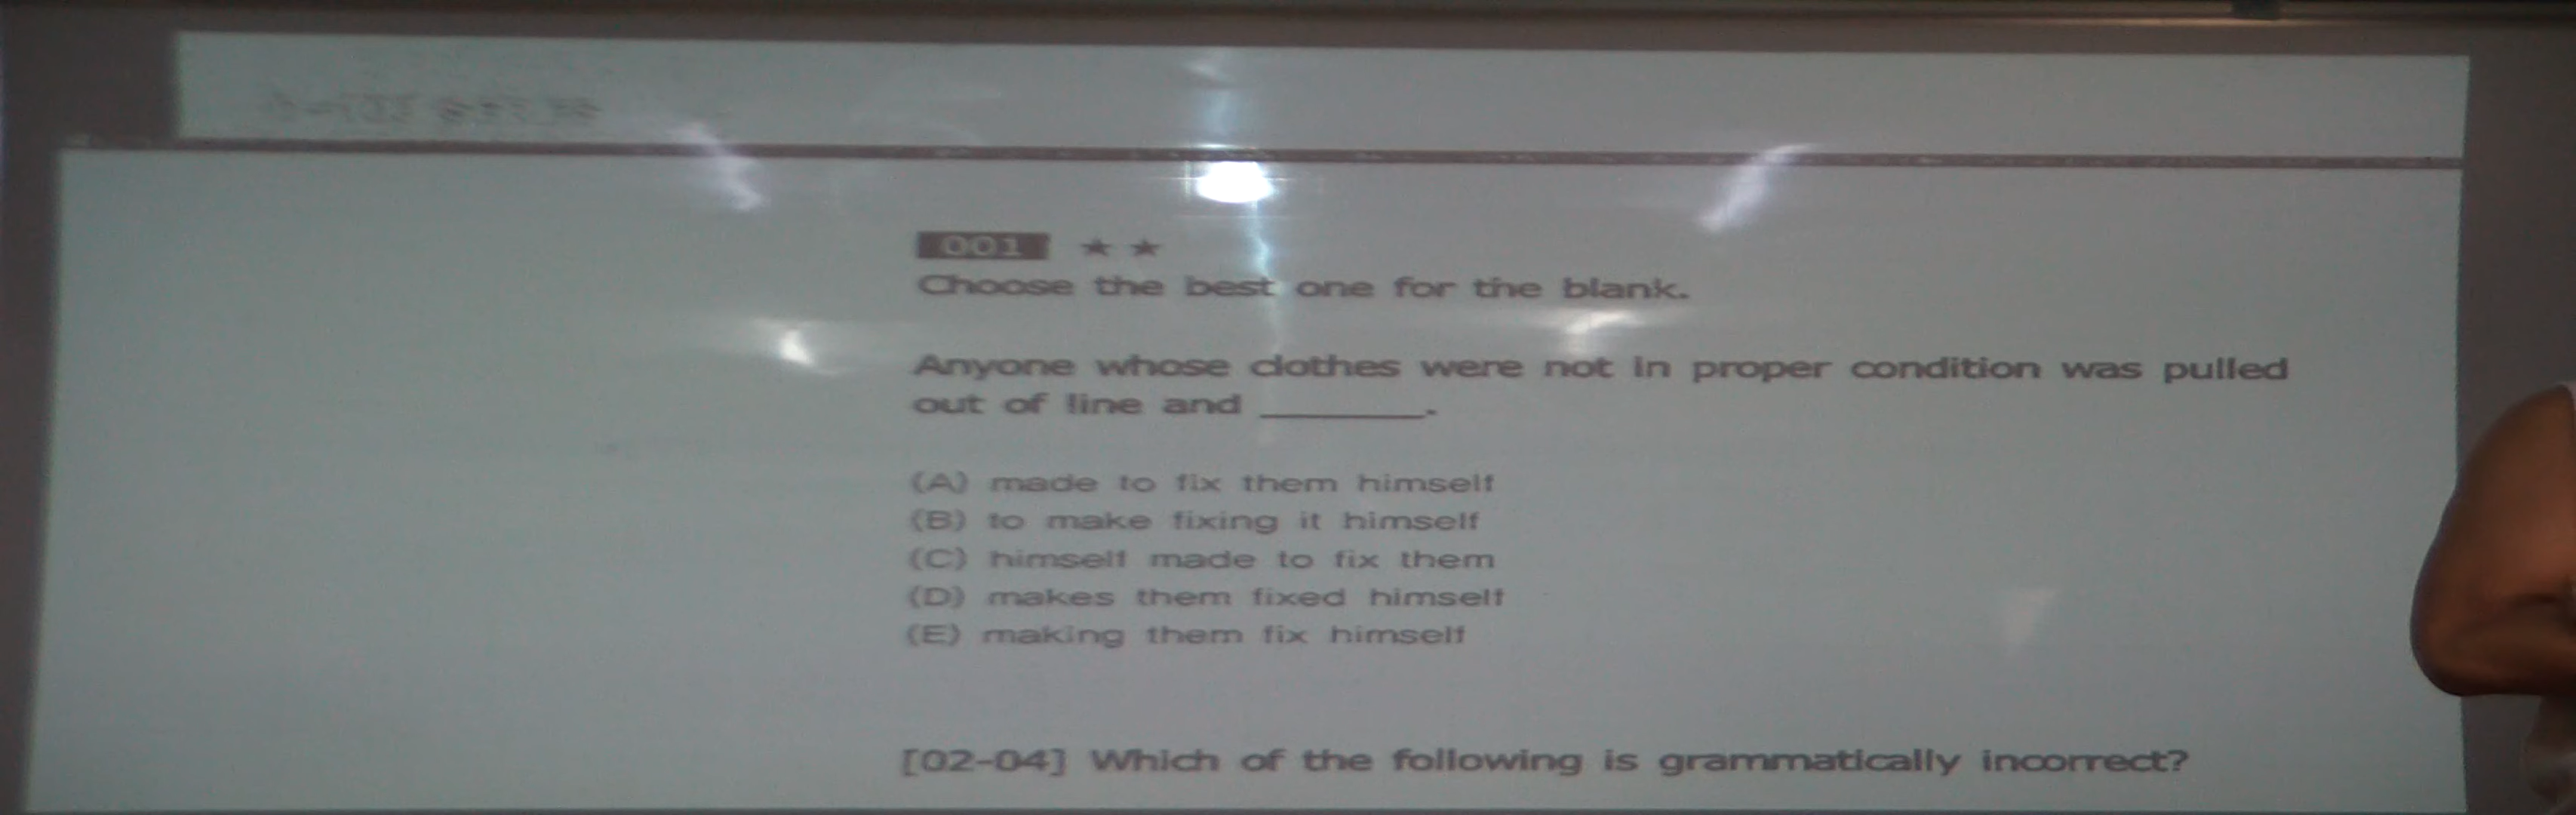 001 ★ ★
Choose the best one for the blank.
Anyone whose clothes were not in proper condition was pulled
out of line and ________.
(A) made to fix them himself
(B) to make fixing it himself
(C) himself made to fix them
(D) makes them fixed himself
(E) making them fix himself
[02-04] Which of the following is grammatically incorrect?